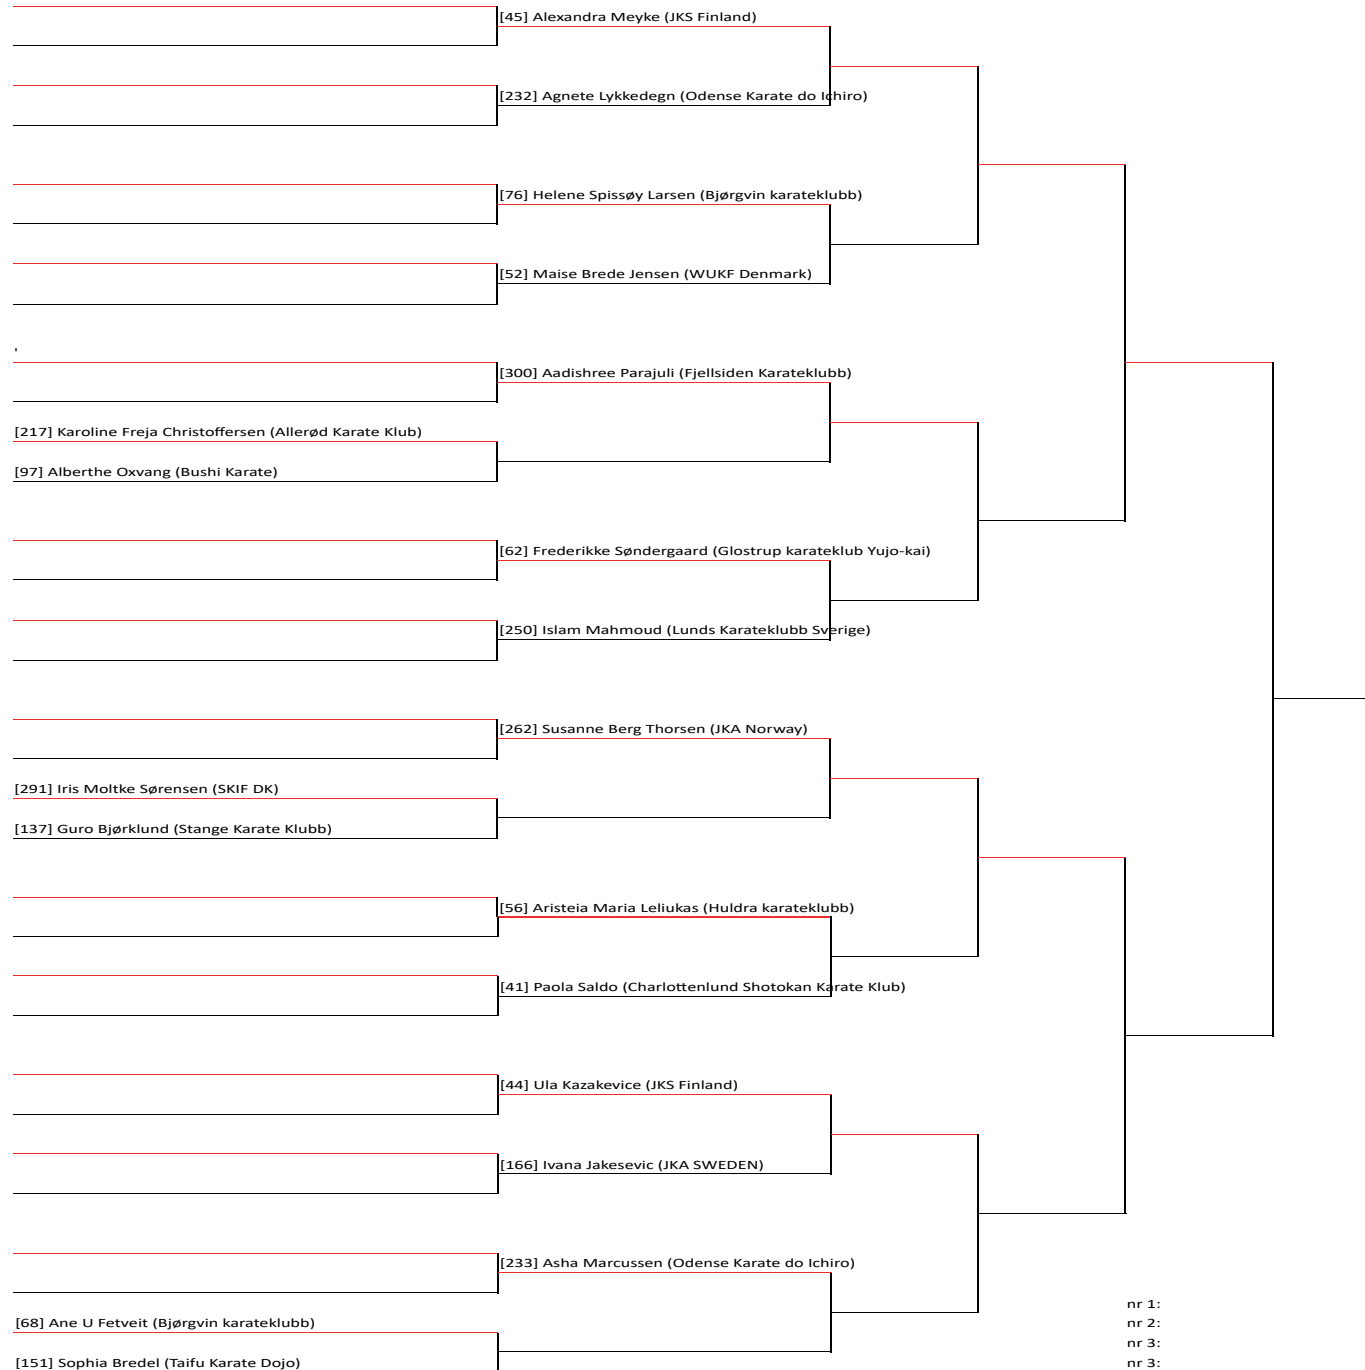 [45] Alexandra Meyke (JKS Finland)
[232] Agnete Lykkedegn (Odense Karate do Ichiro)
[76] Helene Spissøy Larsen (Bjørgvin karateklubb)
[52] Maise Brede Jensen (WUKF Denmark)
'
[300] Aadishree Parajuli (Fjellsiden Karateklubb)
[217] Karoline Freja Christoffersen (Allerød Karate Klub)
[97] Alberthe Oxvang (Bushi Karate)
[62] Frederikke Søndergaard (Glostrup karateklub Yujo-kai)
[250] Islam Mahmoud (Lunds Karateklubb Sverige)
[262] Susanne Berg Thorsen (JKA Norway)
[291] Iris Moltke Sørensen (SKIF DK)
[137] Guro Bjørklund (Stange Karate Klubb)
[56] Aristeia Maria Leliukas (Huldra karateklubb)
[41] Paola Saldo (Charlottenlund Shotokan Karate Klub)
[44] Ula Kazakevice (JKS Finland)
[166] Ivana Jakesevic (JKA SWEDEN)
[233] Asha Marcussen (Odense Karate do Ichiro)
[68] Ane U Fetveit (Bjørgvin karateklubb)
[151] Sophia Bredel (Taifu Karate Dojo)
nr 1:
nr 2:
nr 3:
nr 3: